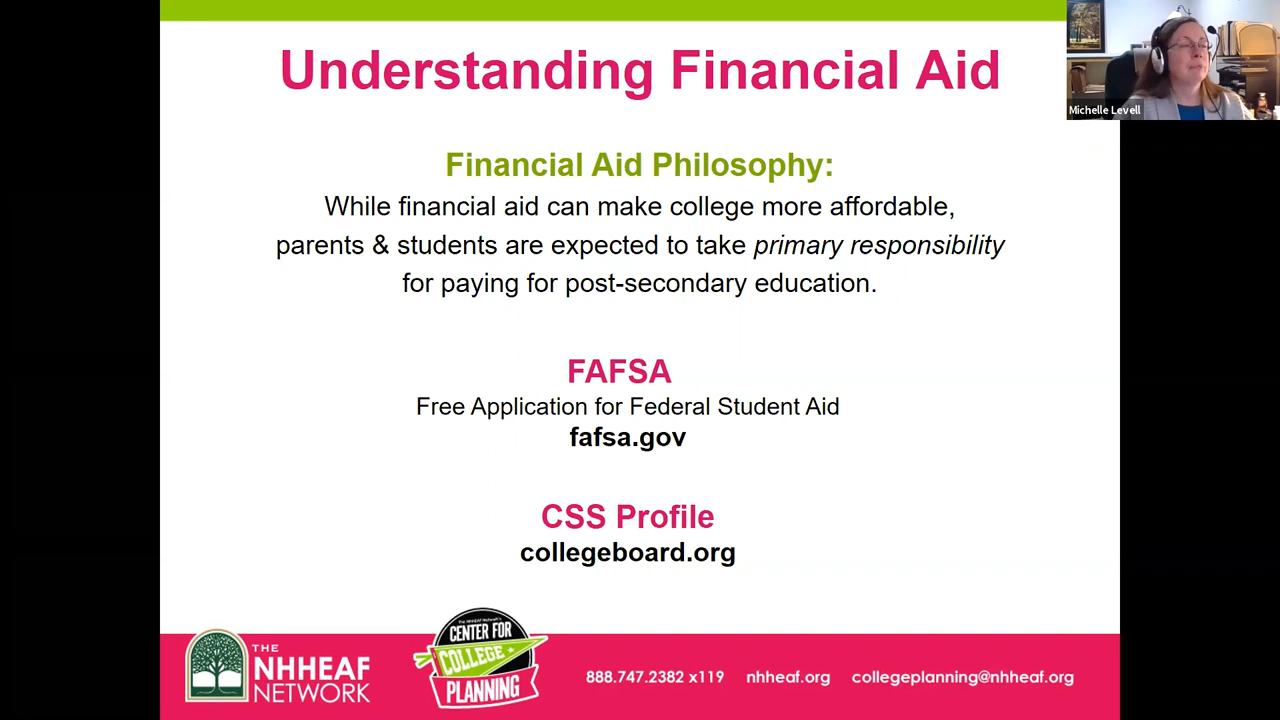 Understanding Financial Aid
Michelle Levell
Financial Aid Philosophy:
While financial aid can make college more affordable,
parents & students are expected to take primary responsibility
for paying for post-secondary education.
FAFSA
Free Application for Federal Student Aid
fafsa.gov
CSS Profile
collegeboard.org
THE
NHHEAF
NETWORK
The NHHEAF Network's
CENTER FOR
COLLEGE
PLANNING
888.747.2382 x119 nhheaf.org collegeplanning@nhheaf.org